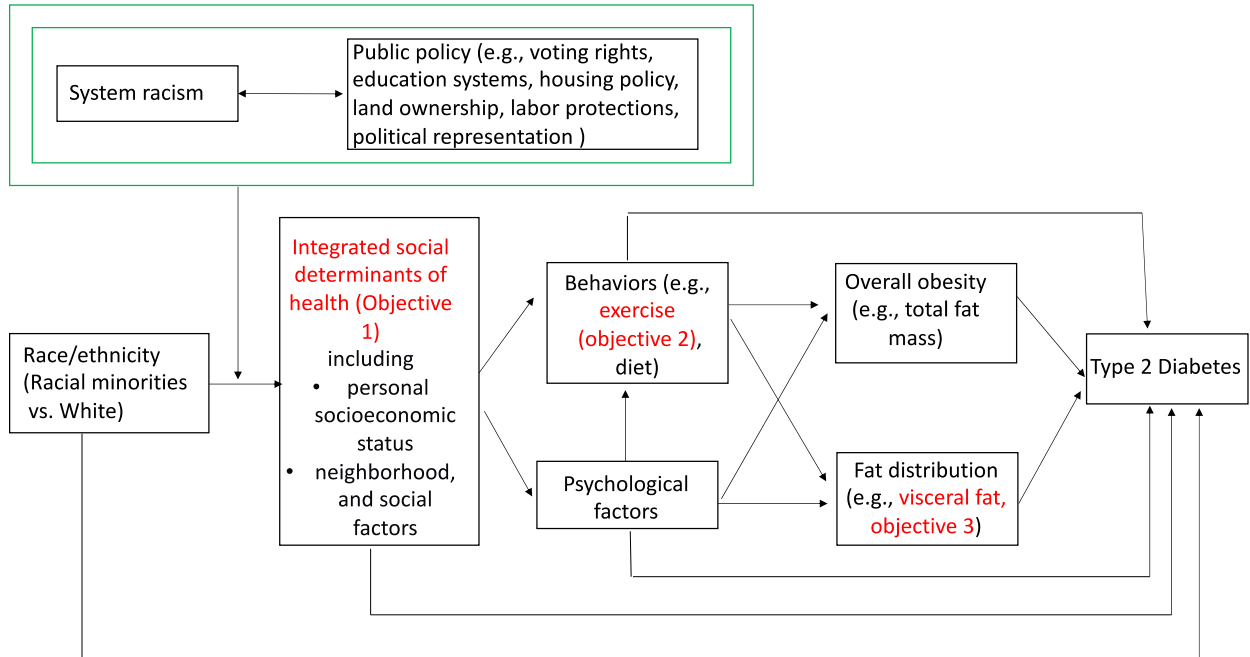 System racism
Public policy (e.g., voting rights,
education systems, housing policy,
land ownership, labor protections,
political representation )
Race/ethnicity
(Racial minorities
vs. White)
Integrated social
determinants of
health (Objective
1)
including
• personal
socioeconomic
status
• neighborhood,
and social
factors
Behaviors (e.g.,
exercise
(objective 2),
diet)
Psychological
factors
Overall obesity
(e.g., total fat
mass)
Fat distribution
(e.g., visceral fat,
objective 3)
Type 2 Diabetes